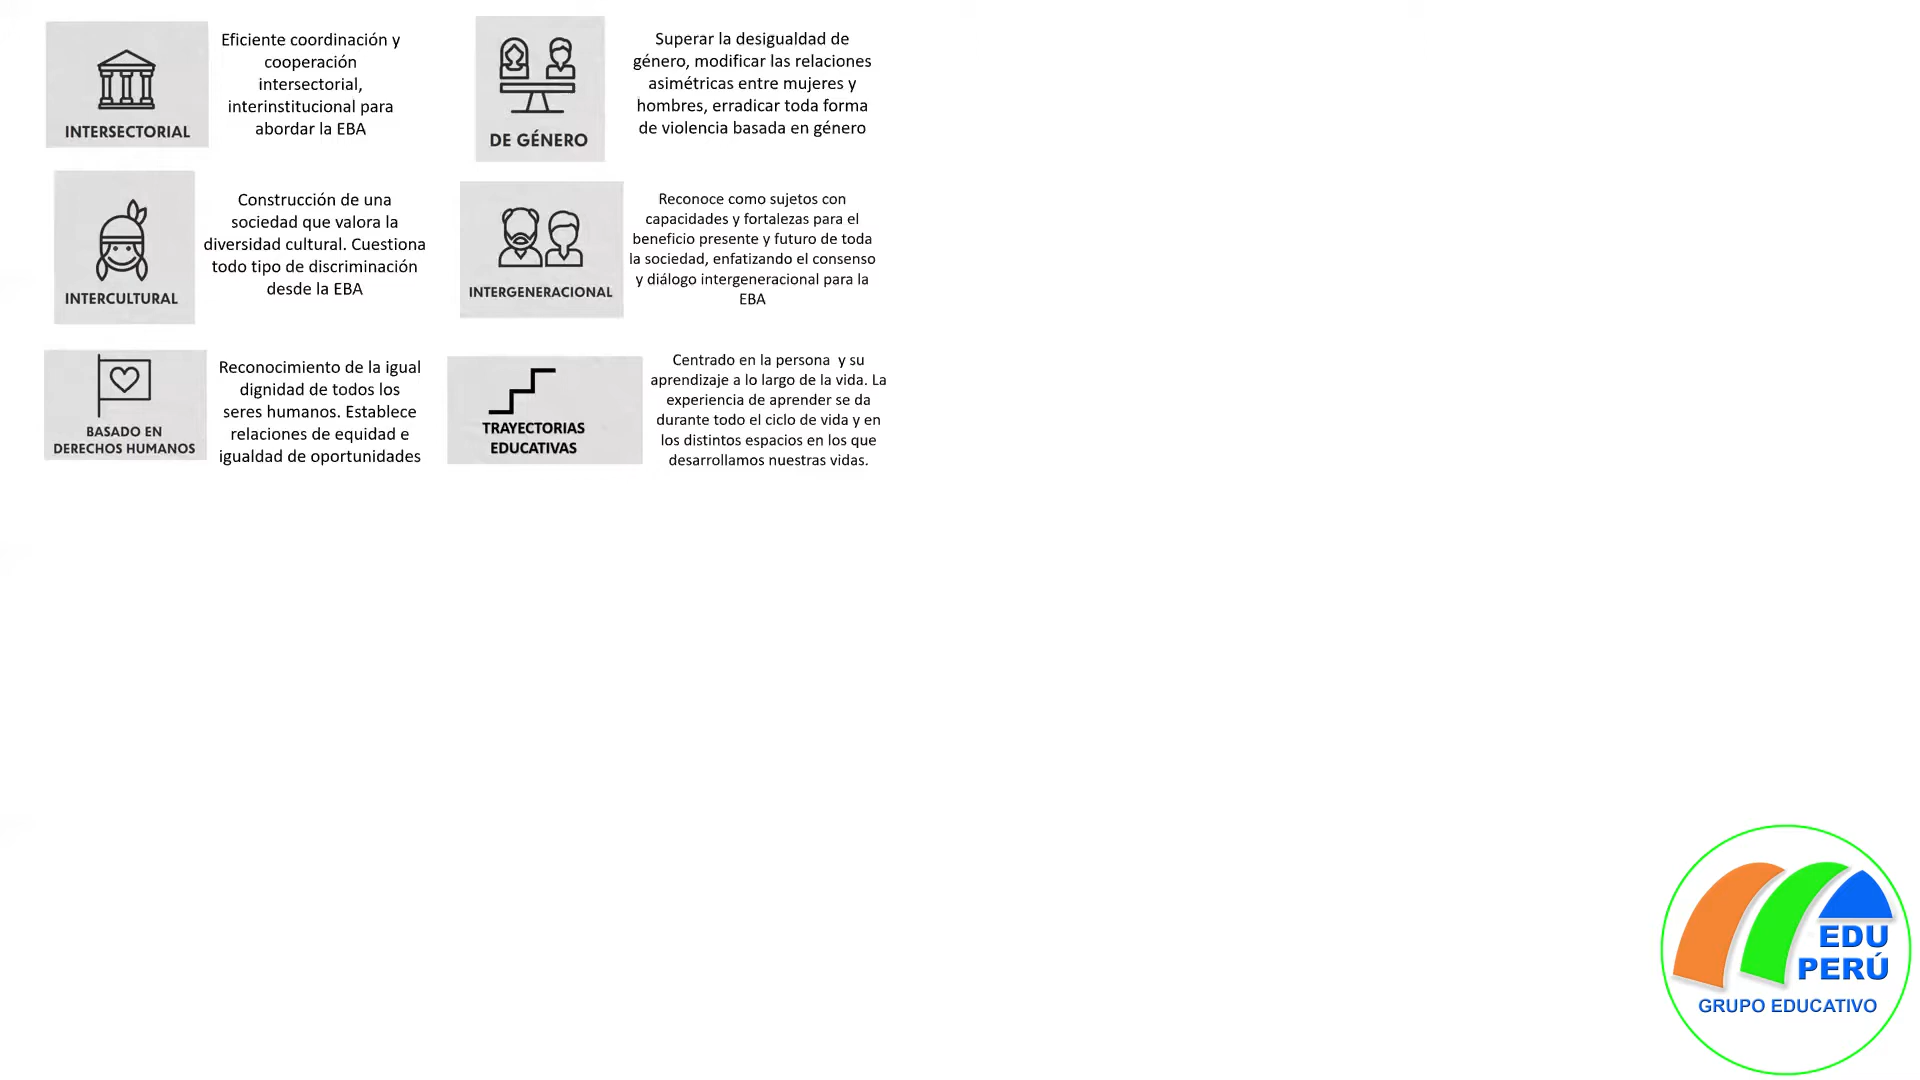 INTERSECTORIAL
Eficiente coordinación y
cooperación
intersectorial,
interinstitucional para
abordar la EBA
DE GÉNERO
Superar la desigualdad de
género, modificar las relaciones
asimétricas entre mujeres y
hombres, erradicar toda forma
de violencia basada en género
INTERCULTURAL
Construcción de una
sociedad que valora la
diversidad cultural. Cuestiona
todo tipo de discriminación
desde la EBA
INTERGENERACIONAL
Reconoce como sujetos con
capacidades y fortalezas para el
beneficio presente y futuro de toda
la sociedad, enfatizando el consenso
y diálogo intergeneracional para la
EBA
BASADO EN
DERECHOS HUMANOS
Reconocimiento de la igual
dignidad de todos los
seres humanos. Establece
relaciones de equidad e
igualdad de oportunidades
TRAYECTORIAS
EDUCATIVAS
Centrado en la persona y su
aprendizaje a lo largo de la vida. La
experiencia de aprender se da
durante todo el ciclo de vida y en
los distintos espacios en los que
desarrollamos nuestras vidas.
EDU
PERÚ
GRUPO EDUCATIVO